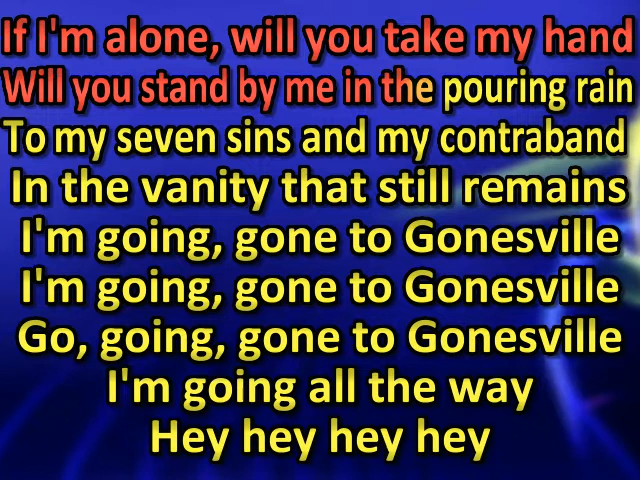 If I'm alone, will you take my hand
Will you stand by me in the pouring rain
To my seven sins and my contraband
In the vanity that still remains
I'm going, gone to Gonesville
I'm going, gone to Gonesville
Go, going, gone to Gonesville
I'm going all the way
Hey hey hey hey